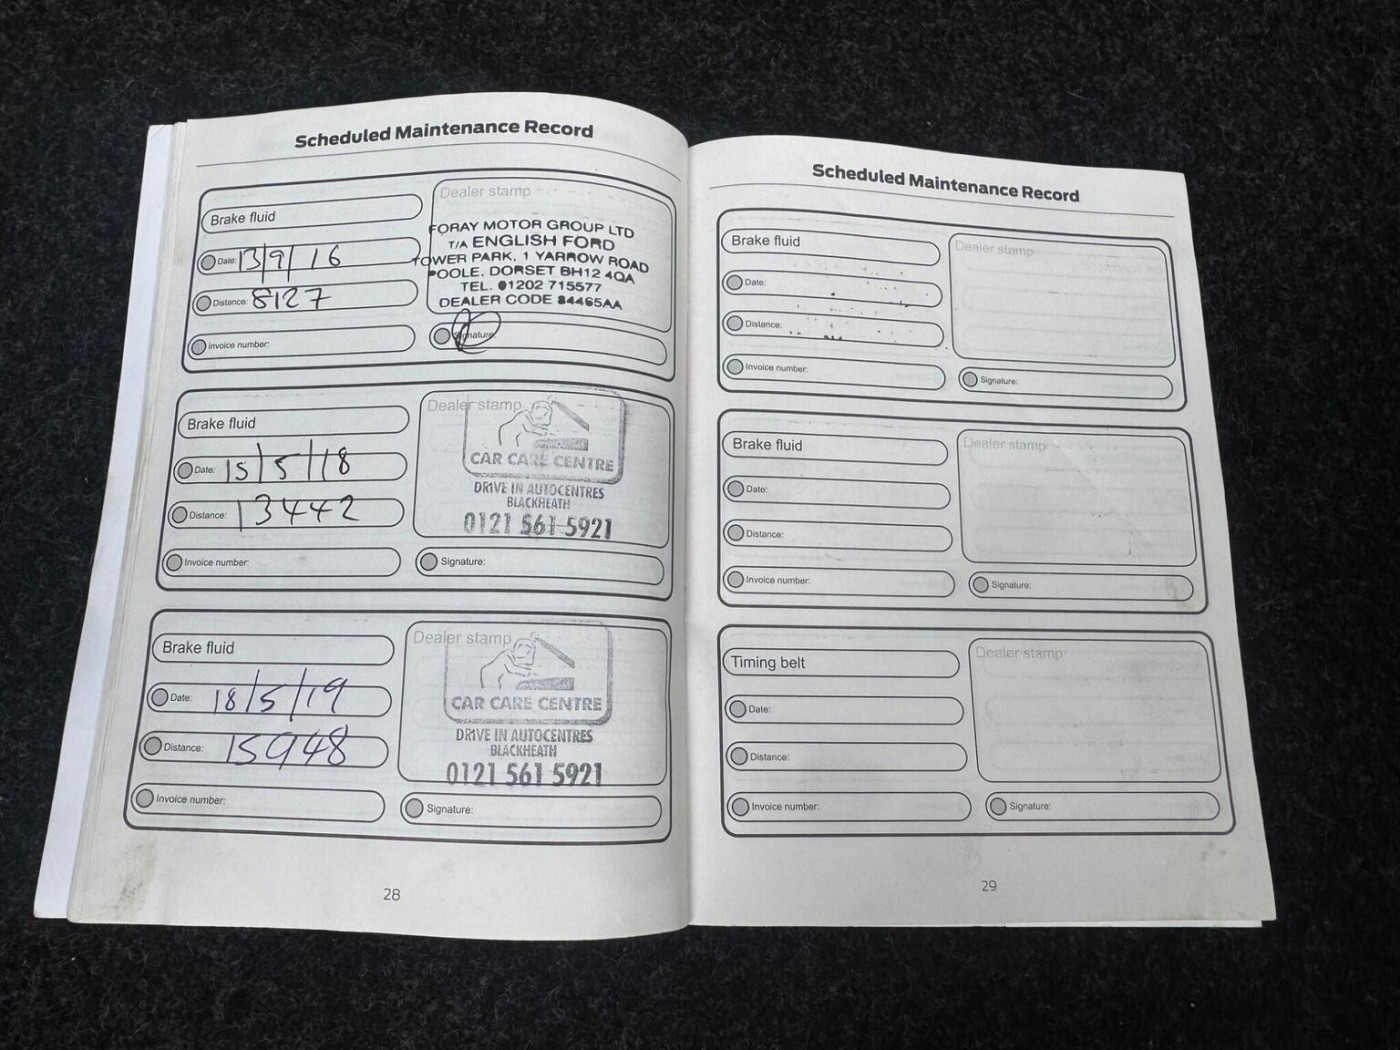 Scheduled Maintenance Record
Brake fluid
Date: 13/9/16
Distance: 8127
Invoice number:
Dealer stamp
FORAY MOTOR GROUP LTD
T/A ENGLISH FORD
TOWER PARK, 1 YARROW ROAD
POOLE, DORSET BH12 4QA
TEL. 01202 715577
DEALER CODE 84465AA
Signature:
Brake fluid
Date: 15/5/18
Distance: 13442
Invoice number:
Dealer stamp
CAR CARE CENTRE
DRIVE IN AUTOCENTRES
BLACKHEATH
0121 561 5921
Signature:
Brake fluid
Date: 18/5/19
Distance: 15948
Invoice number:
Dealer stamp
CAR CARE CENTRE
DRIVE IN AUTOCENTRES
BLACKHEATH
0121 561 5921
Signature:
28
Scheduled Maintenance Record
Brake fluid
Date:
Distance:
Invoice number:
Dealer stamp
Signature:
Brake fluid
Date:
Distance:
Invoice number:
Dealer stamp
Signature:
Timing belt
Date:
Distance:
Invoice number:
Dealer stamp
Signature:
29